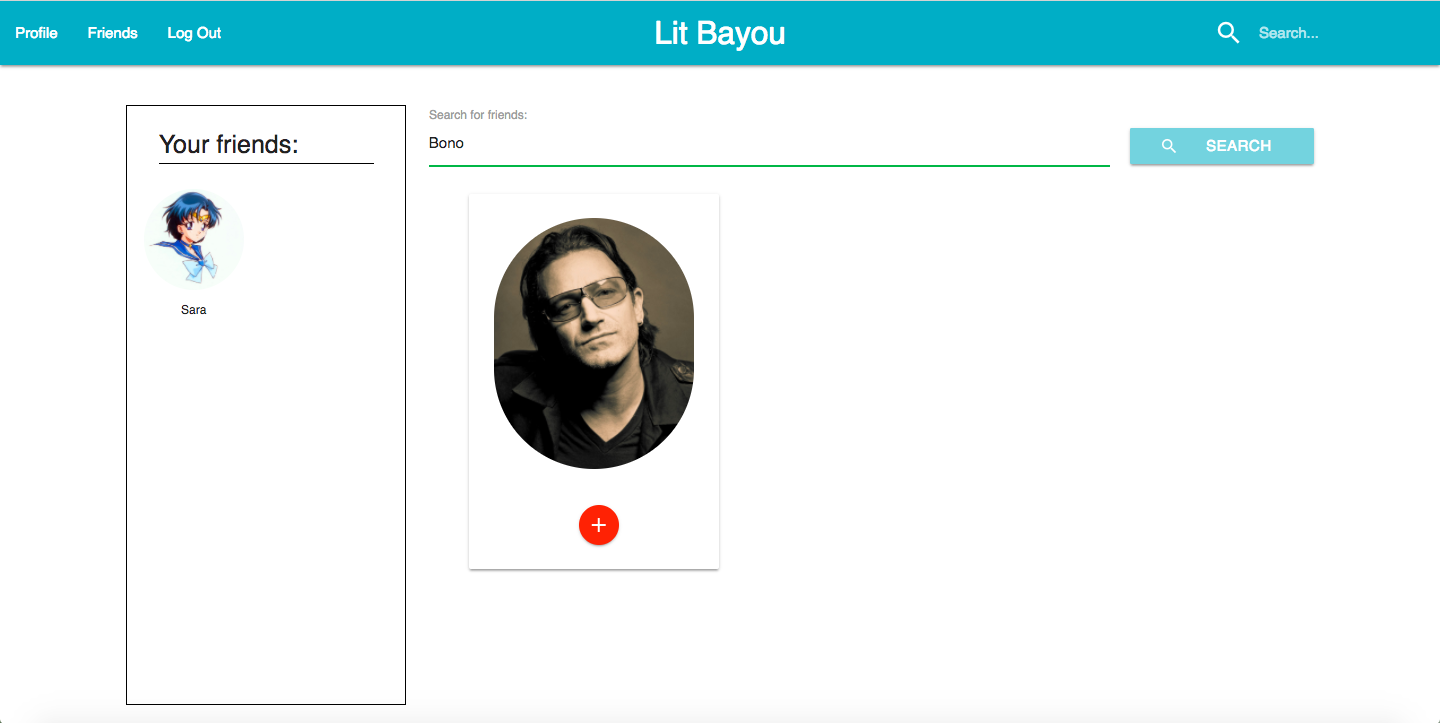 Profile
Friends
Log Out
Lit Bayou
Search...
Your friends:
Sara
Search for friends:
Bono
SEARCH